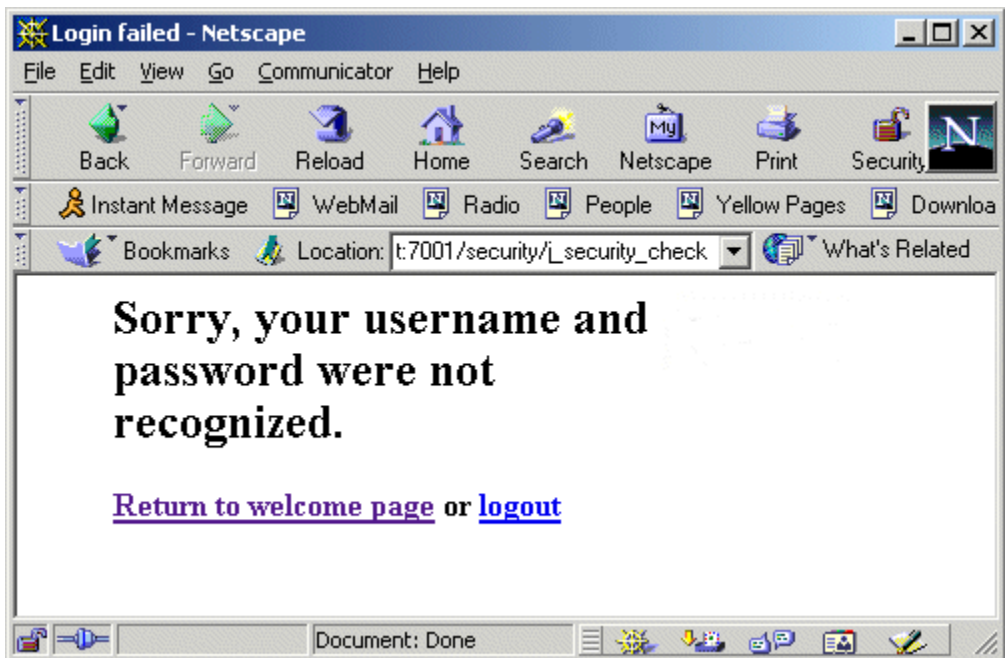 Login failed - Netscape
File Edit View Go Communicator Help
Back Forward Reload Home Search My Netscape Print Security N
Instant Message N WebMail N Radio N People N Yellow Pages N Downloa
Bookmarks Location: t:7001/security/j_security_check What's Related
Sorry, your username and
password were not
recognized.
Return to welcome page or logout
Document: Done